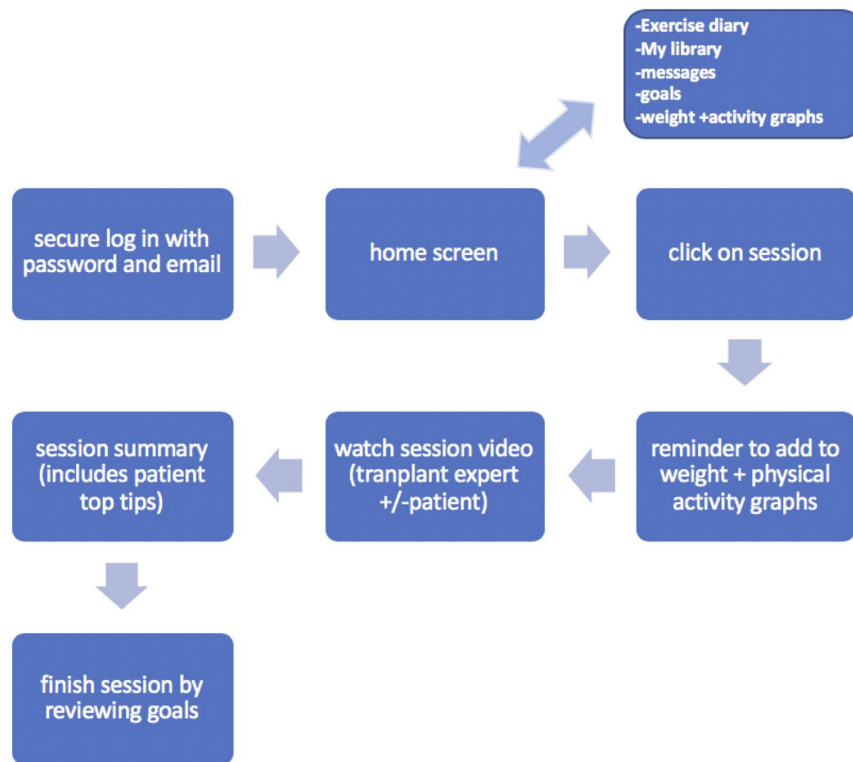 -Exercise diary
-My library
-messages
-goals
-weight +activity graphs
secure log in with
password and email
home screen
click on session
reminder to add to
weight + physical
activity graphs
watch session video
(tranplant expert
+/-patient)
session summary
(includes patient
top tips)
finish session by
reviewing goals